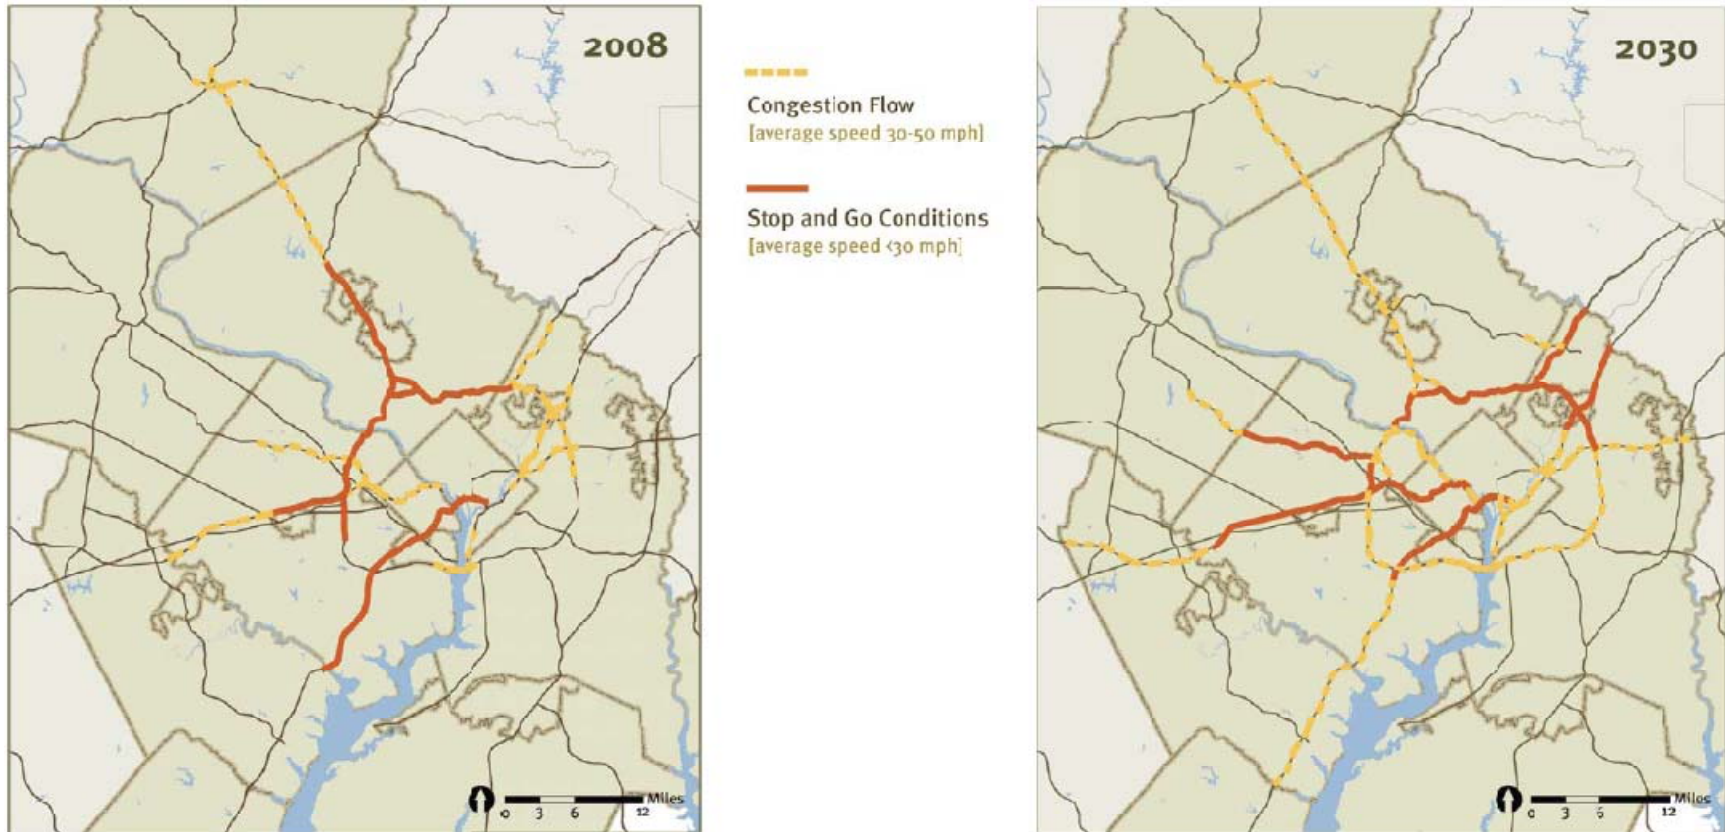 2008
Congestion Flow
[average speed 30-50 mph]
Stop and Go Conditions
[average speed <30 mph]
2030
Miles
0 3 6 12
Miles
0 3 6 12